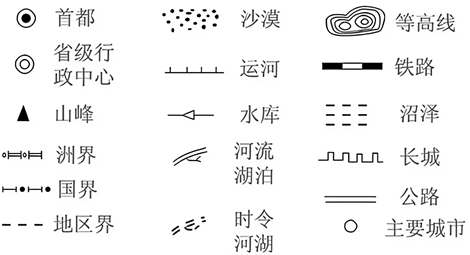 首都
省级行
政中心
山峰
洲界
国界
地区界
沙漠
运河
水库
河流
湖泊
时令
河湖
等高线
铁路
沼泽
长城
公路
主要城市